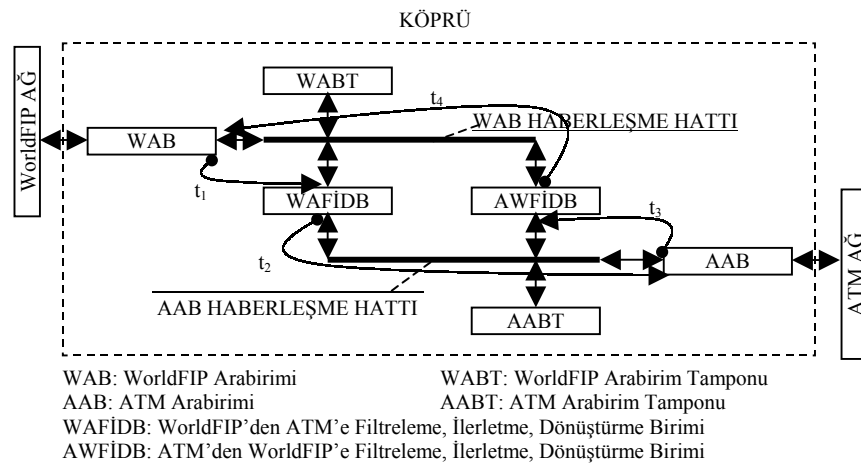 KÖPRÜ
WorldFIP AĞ
WABT
t4
WAB HABERLEŞME HATTI
WAB
t1
WAFİDB
AWFİDB
t3
t2
AAB
ATM AĞ
AAB HABERLEŞME HATTI
AABT
WAB: WorldFIP Arabirimi
WABT: WorldFIP Arabirim Tamponu
AAB: ATM Arabirimi
AABT: ATM Arabirim Tamponu
WAFİDB: WorldFIP’den ATM’e Filtreleme, İlerletme, Dönüştürme Birimi
AWFİDB: ATM’den WorldFIP’e Filtreleme, İlerletme, Dönüştürme Birimi